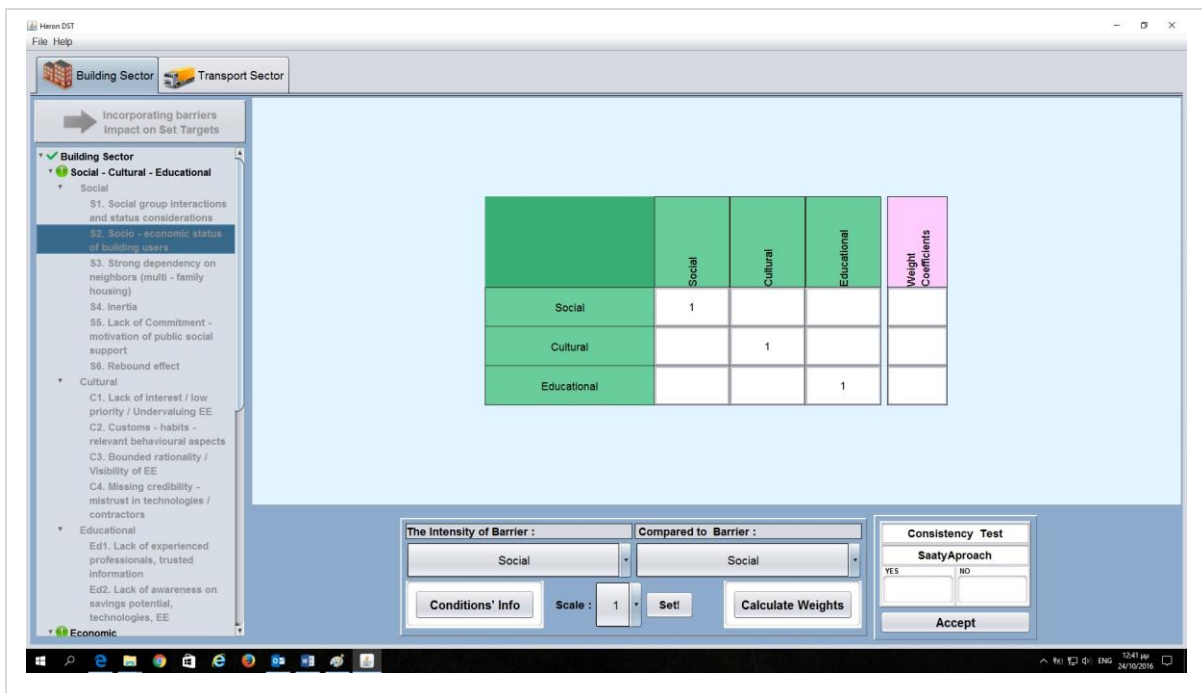 Heron DST
File Help
Building Sector
Transport Sector
Incorporating barriers
Impact on Set Targets
Building Sector
Social - Cultural - Educational
Social
S1. Social group interactions
and status considerations
S2. Socio - economic status
of building users
S3. Strong dependency on
neighbors (multi - family
housing)
S4. Inertia
S5. Lack of Commitment -
motivation of public social
support
S6. Rebound effect
Cultural
C1. Lack of interest / low
priority / Undervaluing EE
C2. Customs - habits -
relevant behavioural aspects
C3. Bounded rationality /
Visibility of EE
C4. Missing credibility -
mistrust in technologies /
contractors
Educational
Ed1. Lack of experienced
professionals, trusted
information
Ed2. Lack of awareness on
savings potential,
technologies, EE
Economic
Social
Cultural
Educational
Weight
Coefficients
Social 1
Cultural 1
Educational 1
The Intensity of Barrier :
Compared to Barrier :
Social
Social
Conditions' Info
Scale : 1
Set!
Calculate Weights
Consistency Test
SaatyAproach
YES NO
Accept
ENG
12:41 μμ
24/10/2016